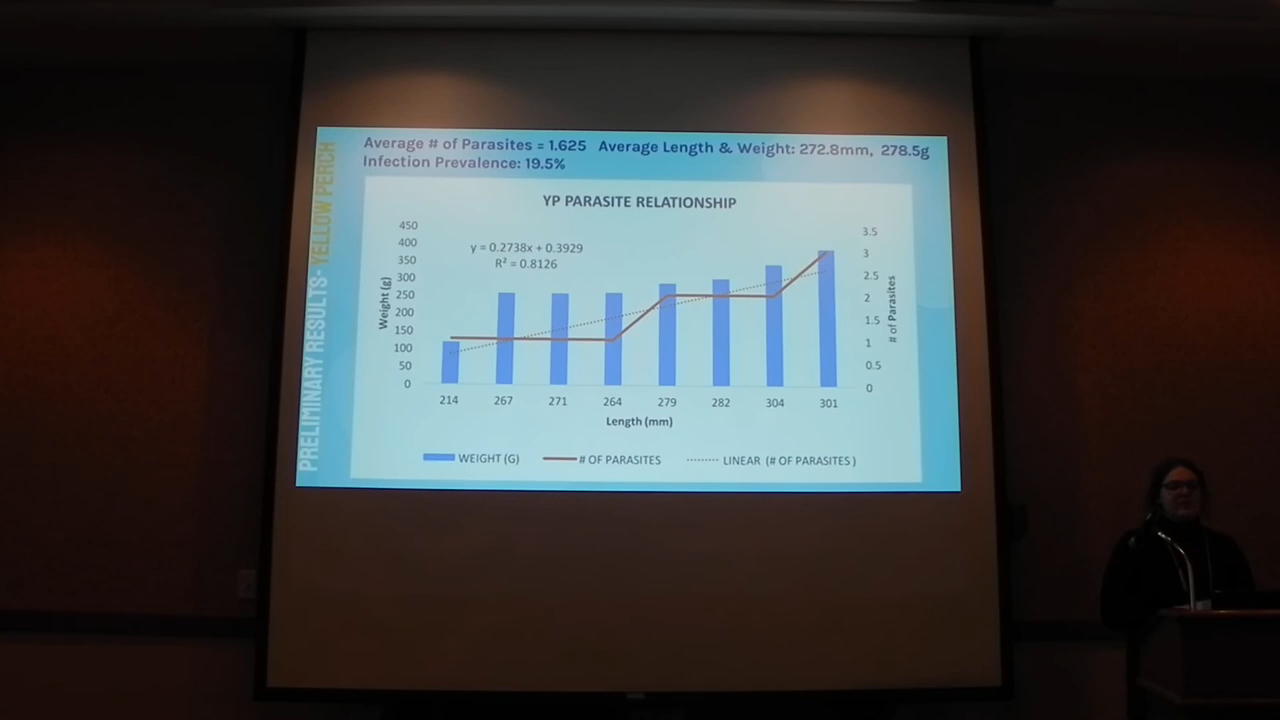 PRELIMINARY RESULTS- YELLOW PERCH
Average # of Parasites = 1.625 Average Length & Weight: 272.8mm, 278.5g
Infection Prevalence: 19.5%
YP PARASITE RELATIONSHIP
y = 0.2738x + 0.3929
R² = 0.8126
Weight (g)
450
400
350
300
250
200
150
100
50
0
3.5
3
2.5
2
1.5
1
0.5
0
# of Parasites
214 267 271 264 279 282 304 301
Length (mm)
WEIGHT (G) # OF PARASITES LINEAR (# OF PARASITES )